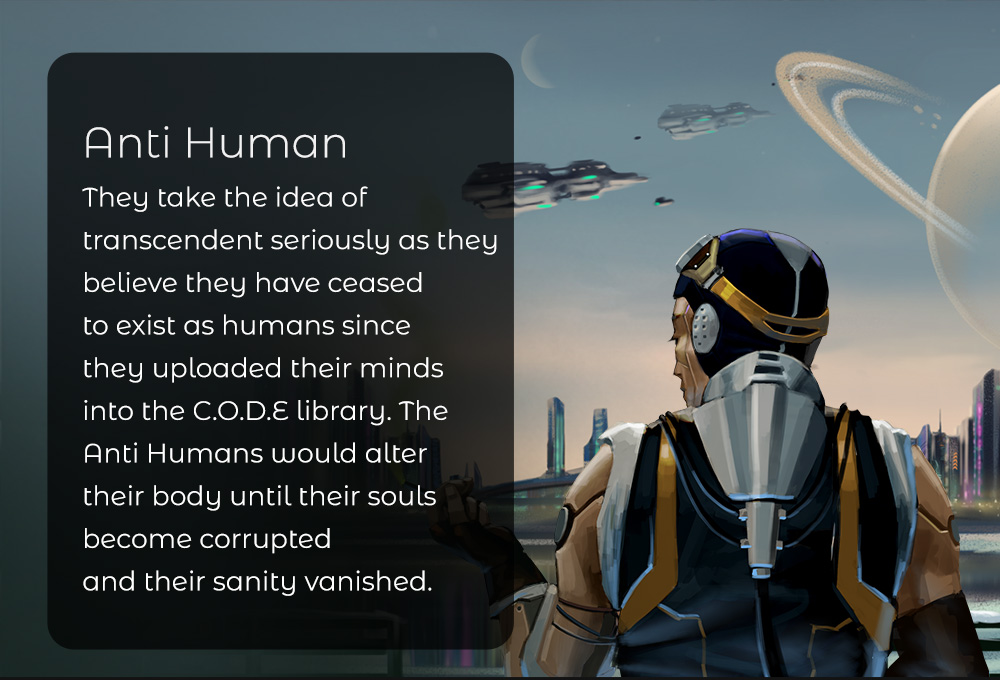 Anti Human
They take the idea of
transcendent seriously as they
believe they have ceased
to exist as humans since
they uploaded their minds
into the C.O.D.E library. The
Anti Humans would alter
their body until their souls
become corrupted
and their sanity vanished.